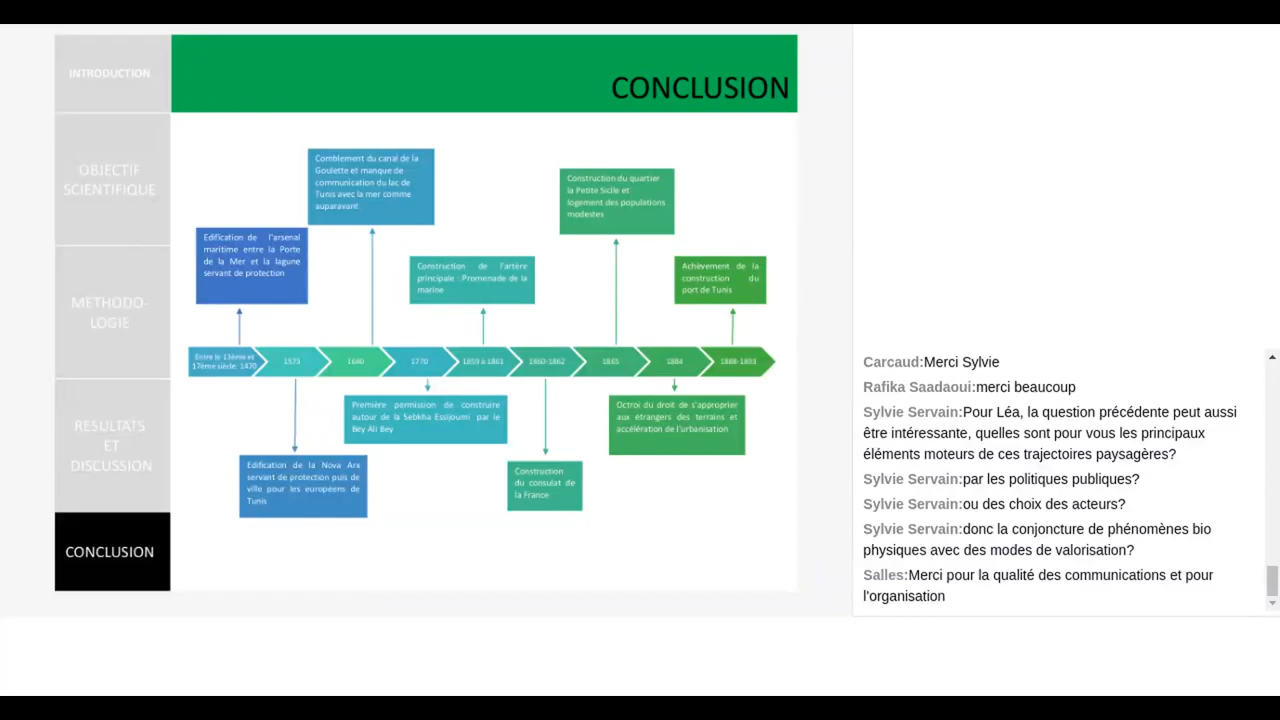 INTRODUCTION
OBJECTIF
SCIENTIFIQUE
METHODO-
LOGIE
RESULTATS
ET
DISCUSSION
CONCLUSION
CONCLUSION
Comblement du canal de la
Goulette et manque de
communication du lac de
Tunis avec la mer comme
auparavant
Construction du quartier
la Petite Sicile et
logement des populations
modestes
Edification de l'arsenal
maritime entre la Porte
de la Mer et la lagune
servant de protection
Construction de l'artère
principale : Promenade de la
marine
Achèvement de la
construction du
port de Tunis
Entre le 13ème et
17ème siècle: 1470
1573
1640
1770
1859 à 1861
1860-1862
1865
1884
1888-1893
Première permission de construire
autour de la Sebkha Essijoumi par le
Bey Ali Bey
Octroi du droit de s'approprier
aux étrangers des terrains et
accélération de l'urbanisation
Edification de la Nova Arx
servant de protection puis de
ville pour les européens de
Tunis
Construction
du consulat de
la France
Carcaud:Merci Sylvie
Rafika Saadaoui:merci beaucoup
Sylvie Servain:Pour Léa, la question précédente peut aussi
être intéressante, quelles sont pour vous les principaux
éléments moteurs de ces trajectoires paysagères?
Sylvie Servain:par les politiques publiques?
Sylvie Servain:ou des choix des acteurs?
Sylvie Servain:donc la conjoncture de phénomènes bio
physiques avec des modes de valorisation?
Salles:Merci pour la qualité des communications et pour
l'organisation